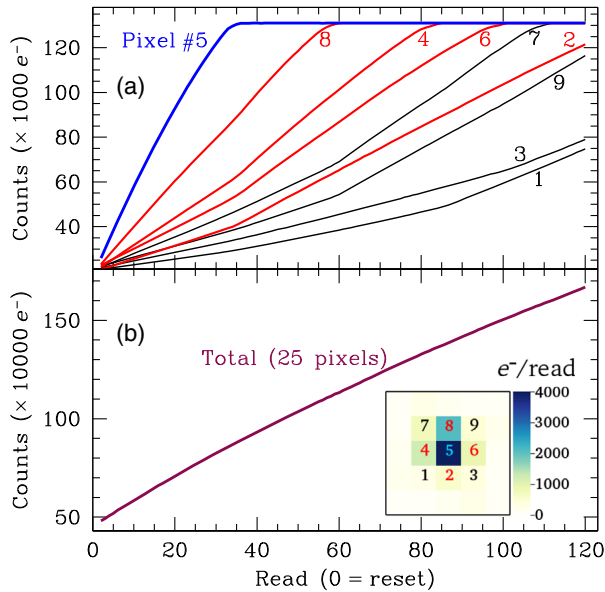 Counts (× 1000 e⁻)
120
100
80
60
40
(a)
Pixel #5
8
4
6
7
2
9
3
1
Counts (× 10000 e⁻)
150
100
50
(b)
Total (25 pixels)
e⁻/read
4000
3000
2000
1000
0
7 8 9
4 5 6
1 2 3
0 20 40 60 80 100 120
Read (0 = reset)